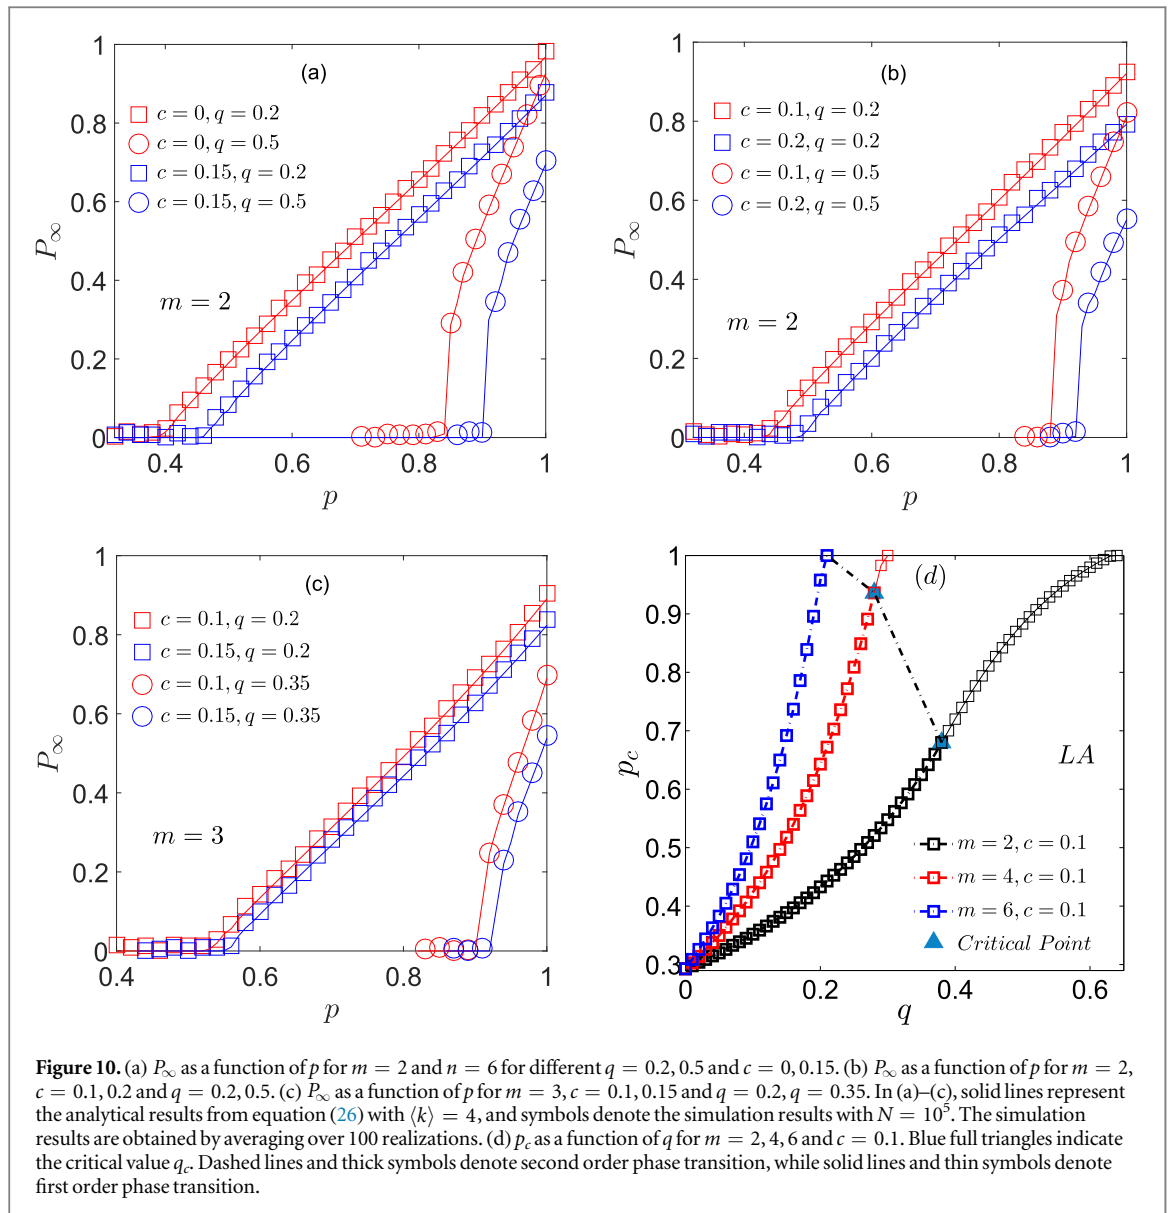 (a)
c = 0, q = 0.2
c = 0, q = 0.5
c = 0.15, q = 0.2
c = 0.15, q = 0.5
m = 2
P∞
1
0.8
0.6
0.4
0.2
0
0.4
0.6
0.8
1
p
(b)
c = 0.1, q = 0.2
c = 0.2, q = 0.2
c = 0.1, q = 0.5
c = 0.2, q = 0.5
m = 2
P∞
1
0.8
0.6
0.4
0.2
0
0.4
0.6
0.8
1
p
(c)
c = 0.1, q = 0.2
c = 0.15, q = 0.2
c = 0.1, q = 0.35
c = 0.15, q = 0.35
m = 3
P∞
1
0.8
0.6
0.4
0.2
0
0.4
0.6
0.8
1
p
(d)
LA
m = 2, c = 0.1
m = 4, c = 0.1
m = 6, c = 0.1
Critical Point
pc
1
0.9
0.8
0.7
0.6
0.5
0.4
0.3
0
0.2
0.4
0.6
q
Figure 10. (a) P∞ as a function of p for m = 2 and n = 6 for different q = 0.2, 0.5 and c = 0, 0.15. (b) P∞ as a function of p for m = 2,
c = 0.1, 0.2 and q = 0.2, 0.5. (c) P∞ as a function of p for m = 3, c = 0.1, 0.15 and q = 0.2, q = 0.35. In (a)–(c), solid lines represent
the analytical results from equation (26) with ⟨k⟩ = 4, and symbols denote the simulation results with N = 10⁵. The simulation
results are obtained by averaging over 100 realizations. (d) pc as a function of q for m = 2, 4, 6 and c = 0.1. Blue full triangles indicate
the critical value qc. Dashed lines and thick symbols denote second order phase transition, while solid lines and thin symbols denote
first order phase transition.